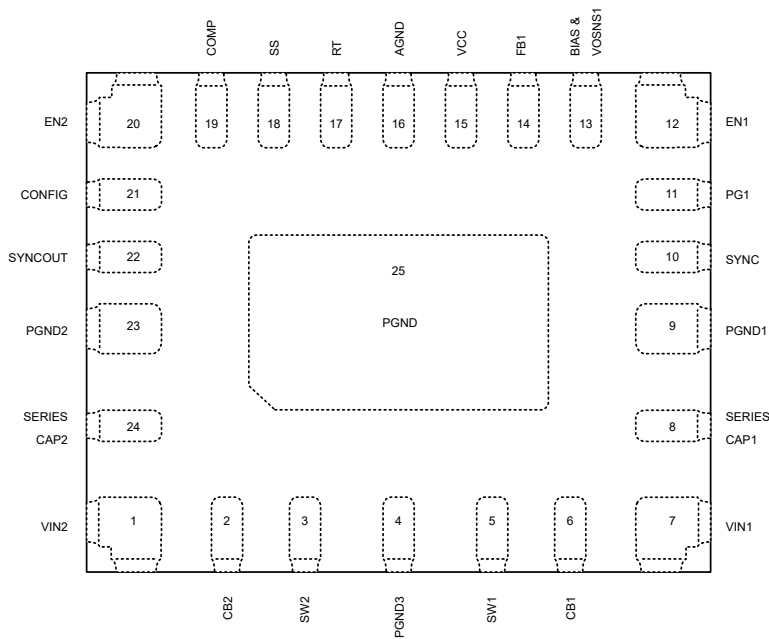 COMP
SS
RT
AGND
VCC
FB1
BIAS &
VOSNS1
EN2
20
19
18
17
16
15
14
13
12
EN1
CONFIG
21
11
PG1
SYNCOUT
22
10
SYNC
25
PGND
PGND2
23
9
PGND1
SERIES
CAP2
24
8
SERIES
CAP1
VIN2
1
2
3
4
5
6
7
VIN1
CB2
SW2
PGND3
SW1
CB1